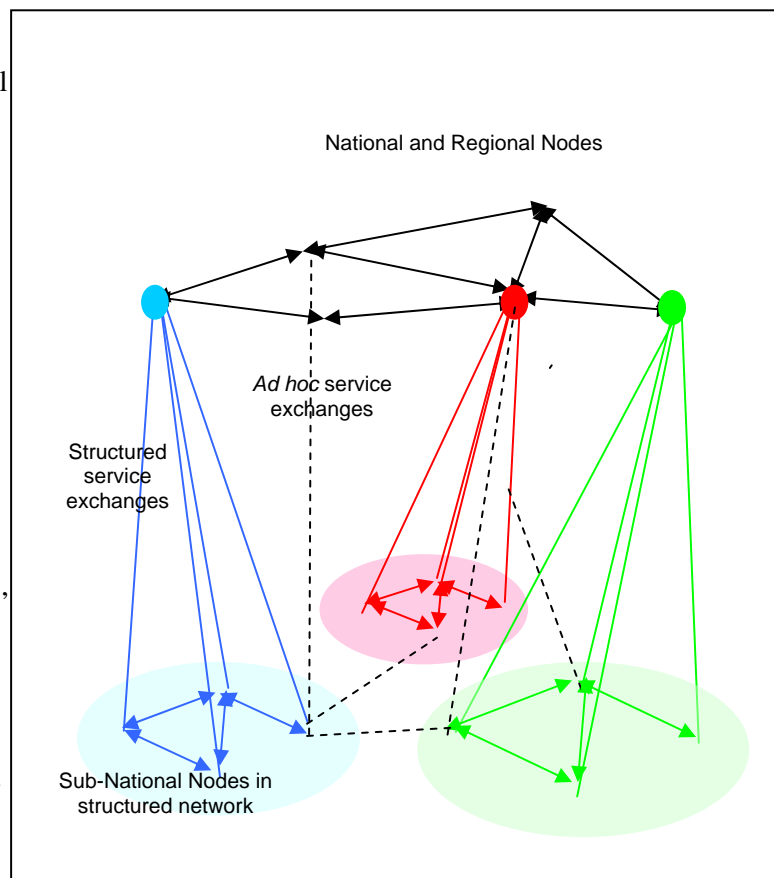 l
National and Regional Nodes
Ad hoc service
exchanges
,
Structured
service
exchanges
,
Sub-National Nodes in
structured network
.